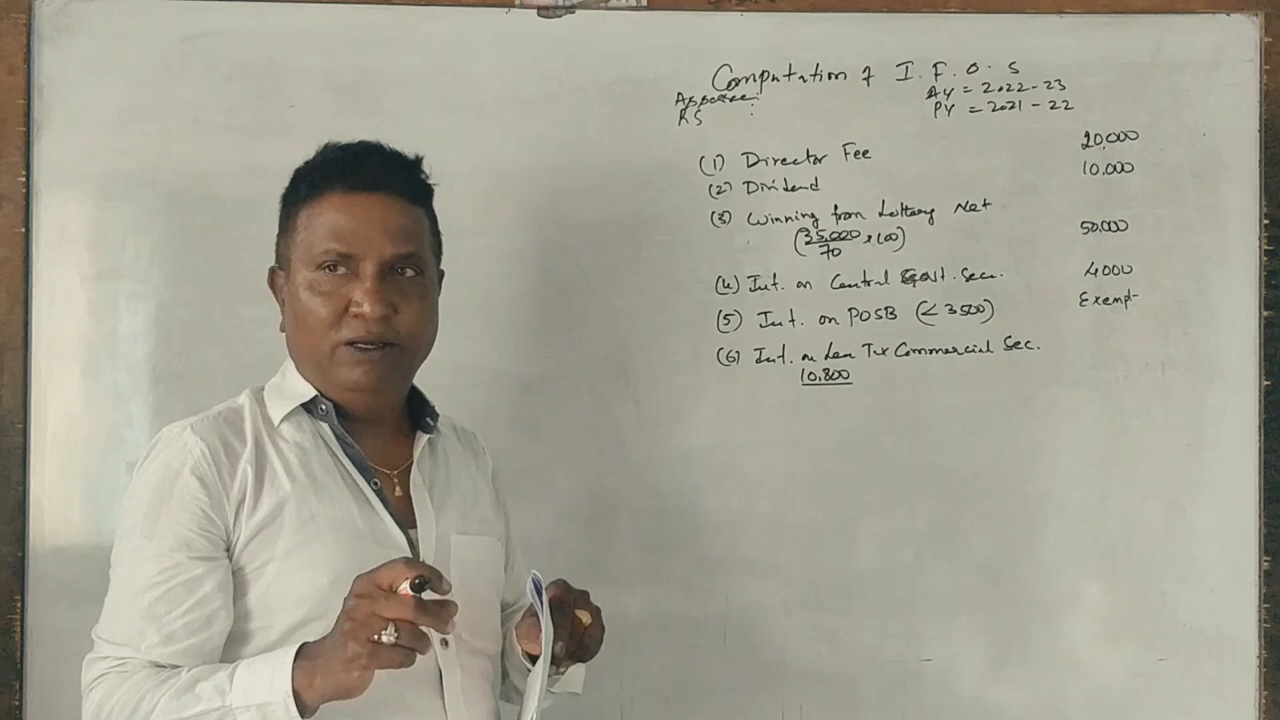 Computation of I. F. O. S
Assessee:
AY = 2022-23
RS :
PY = 2021-22
(1) Director Fee 20,000
(2) Dividend 10,000
(3) Winning from Lottery Net
(35,000/70 × 100) 50,000
(4) Int. on Central Govt. Sec. 4000
(5) Int. on POSB (< 3500) Exempt
(6) Int. on Less Tax Commercial Sec.
10,800